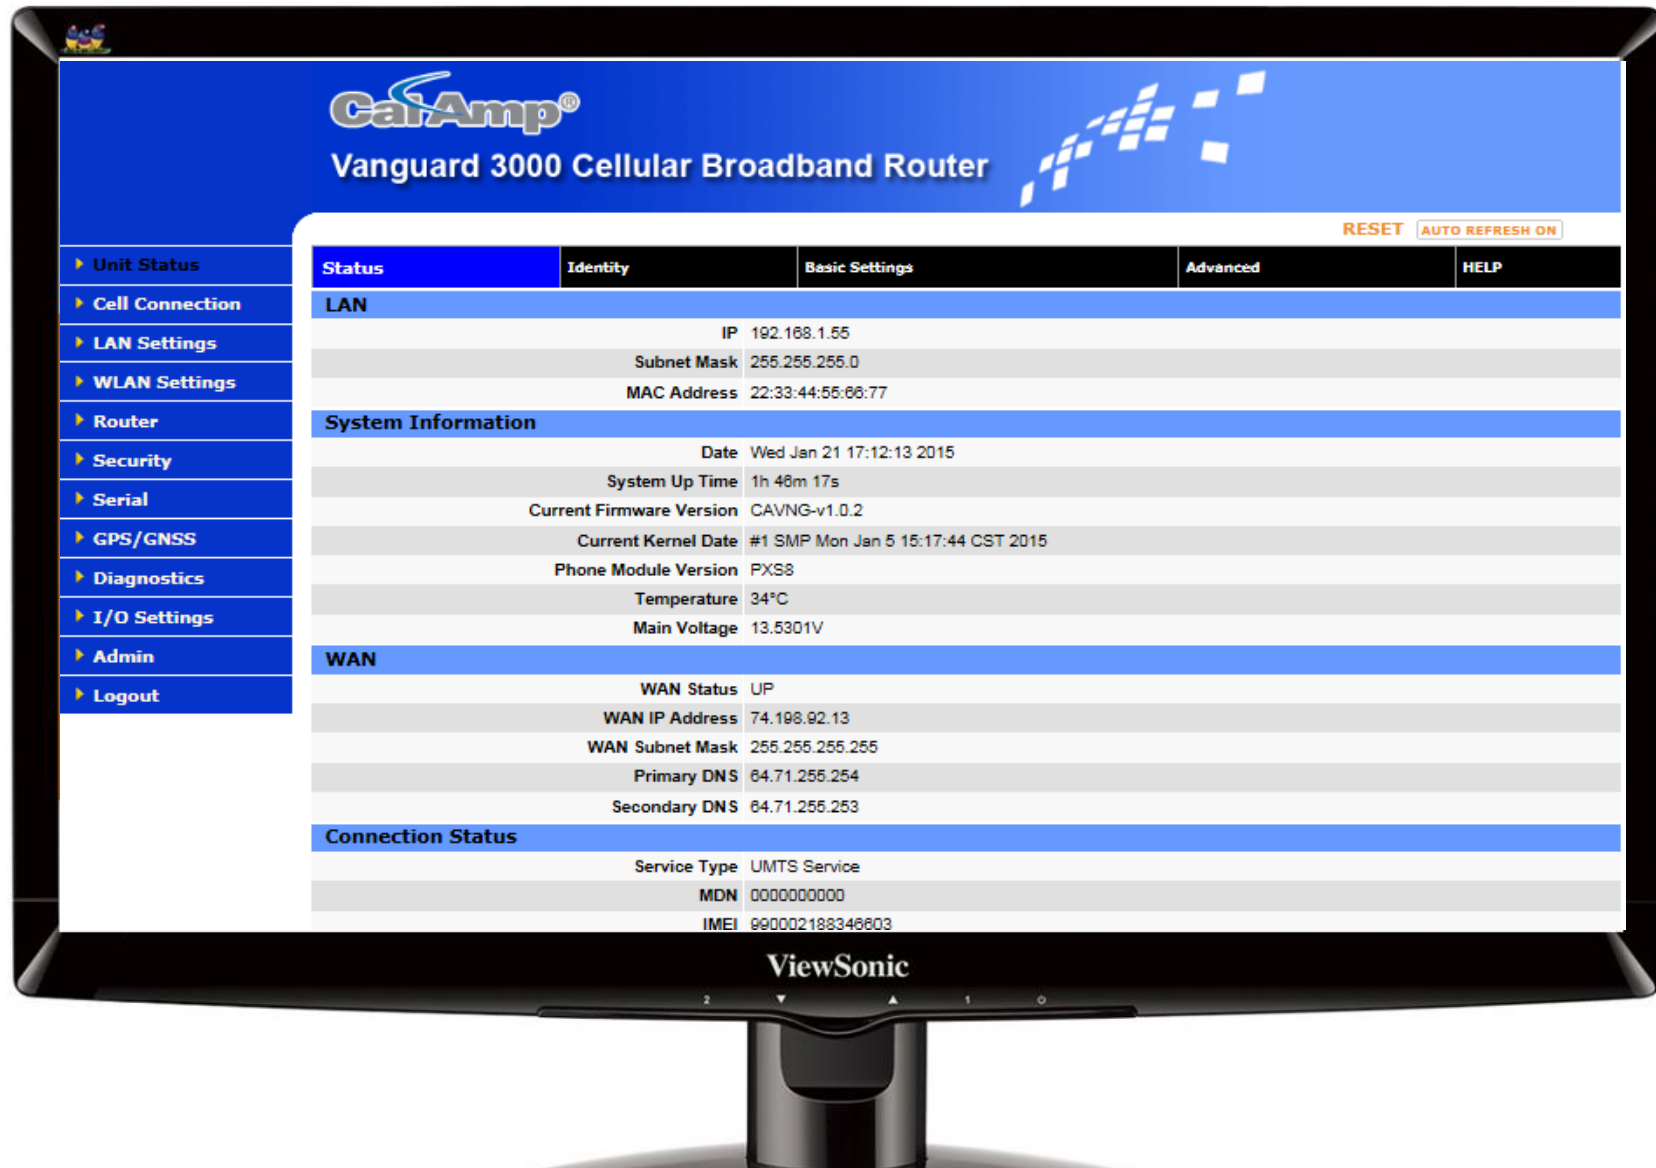 CalAmp®
Vanguard 3000 Cellular Broadband Router
RESET AUTO REFRESH ON
Unit Status
Cell Connection
LAN Settings
WLAN Settings
Router
Security
Serial
GPS/GNSS
Diagnostics
I/O Settings
Admin
Logout
Status Identity Basic Settings Advanced HELP
LAN
IP 192.168.1.55
Subnet Mask 255.255.255.0
MAC Address 22:33:44:55:66:77
System Information
Date Wed Jan 21 17:12:13 2015
System Up Time 1h 46m 17s
Current Firmware Version CAVNG-v1.0.2
Current Kernel Date #1 SMP Mon Jan 5 15:17:44 CST 2015
Phone Module Version PXS8
Temperature 34°C
Main Voltage 13.5301V
WAN
WAN Status UP
WAN IP Address 74.198.92.13
WAN Subnet Mask 255.255.255.255
Primary DNS 64.71.255.254
Secondary DNS 64.71.255.253
Connection Status
Service Type UMTS Service
MDN 0000000000
IMEI 990002188346603
ViewSonic
2 ▼ ▲ 1